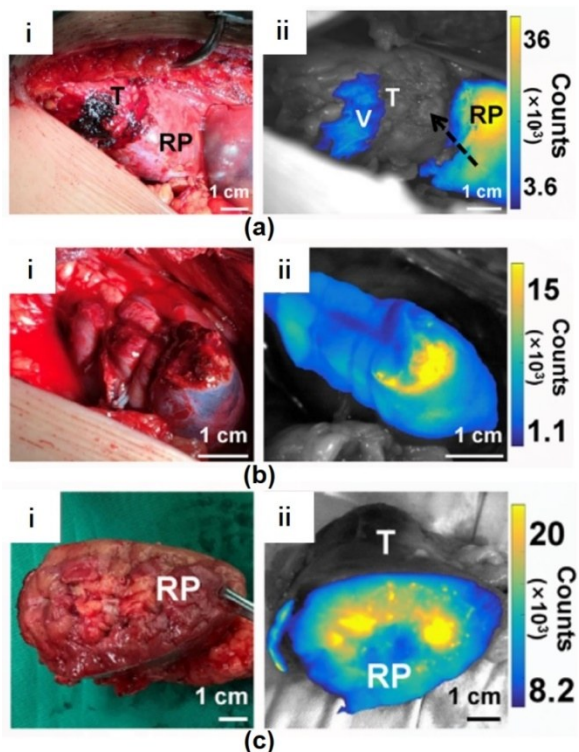 i
T
RP
1 cm
ii
V
T
RP
1 cm
36
Counts
(×10³)
3.6
(a)
i
1 cm
ii
1 cm
15
Counts
(×10³)
1.1
(b)
i
RP
1 cm
ii
T
RP
1 cm
20
Counts
(×10³)
8.2
(c)